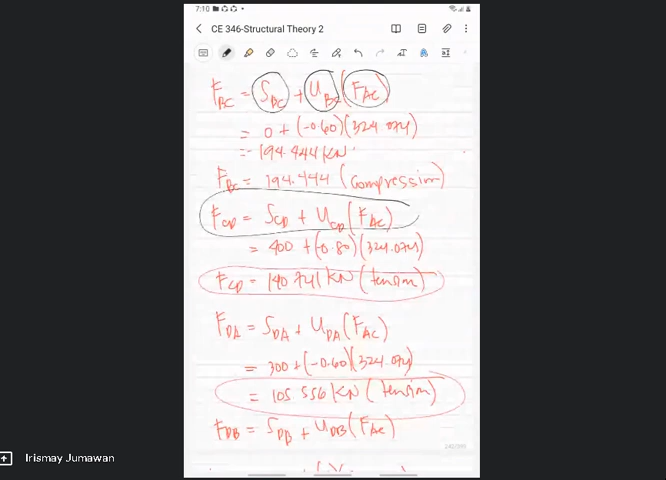 7:10
CE 346-Structural Theory 2
F_BC = S_BC + U_BC (F_AC)
= 0 + (-0.60)(324.074)
= -194.444 KN
F_BC = 194.444 (compression)
F_CD = S_CD + U_CD (F_AC)
= 400 + (-0.80)(324.074)
F_CD = 140.741 KN (tension)
F_DA = S_DA + U_DA (F_AC)
= 300 + (-0.60)(324.074)
= 105.556 KN (tension)
F_DB = S_DB + U_DB (F_AC)
Irismay Jumawan